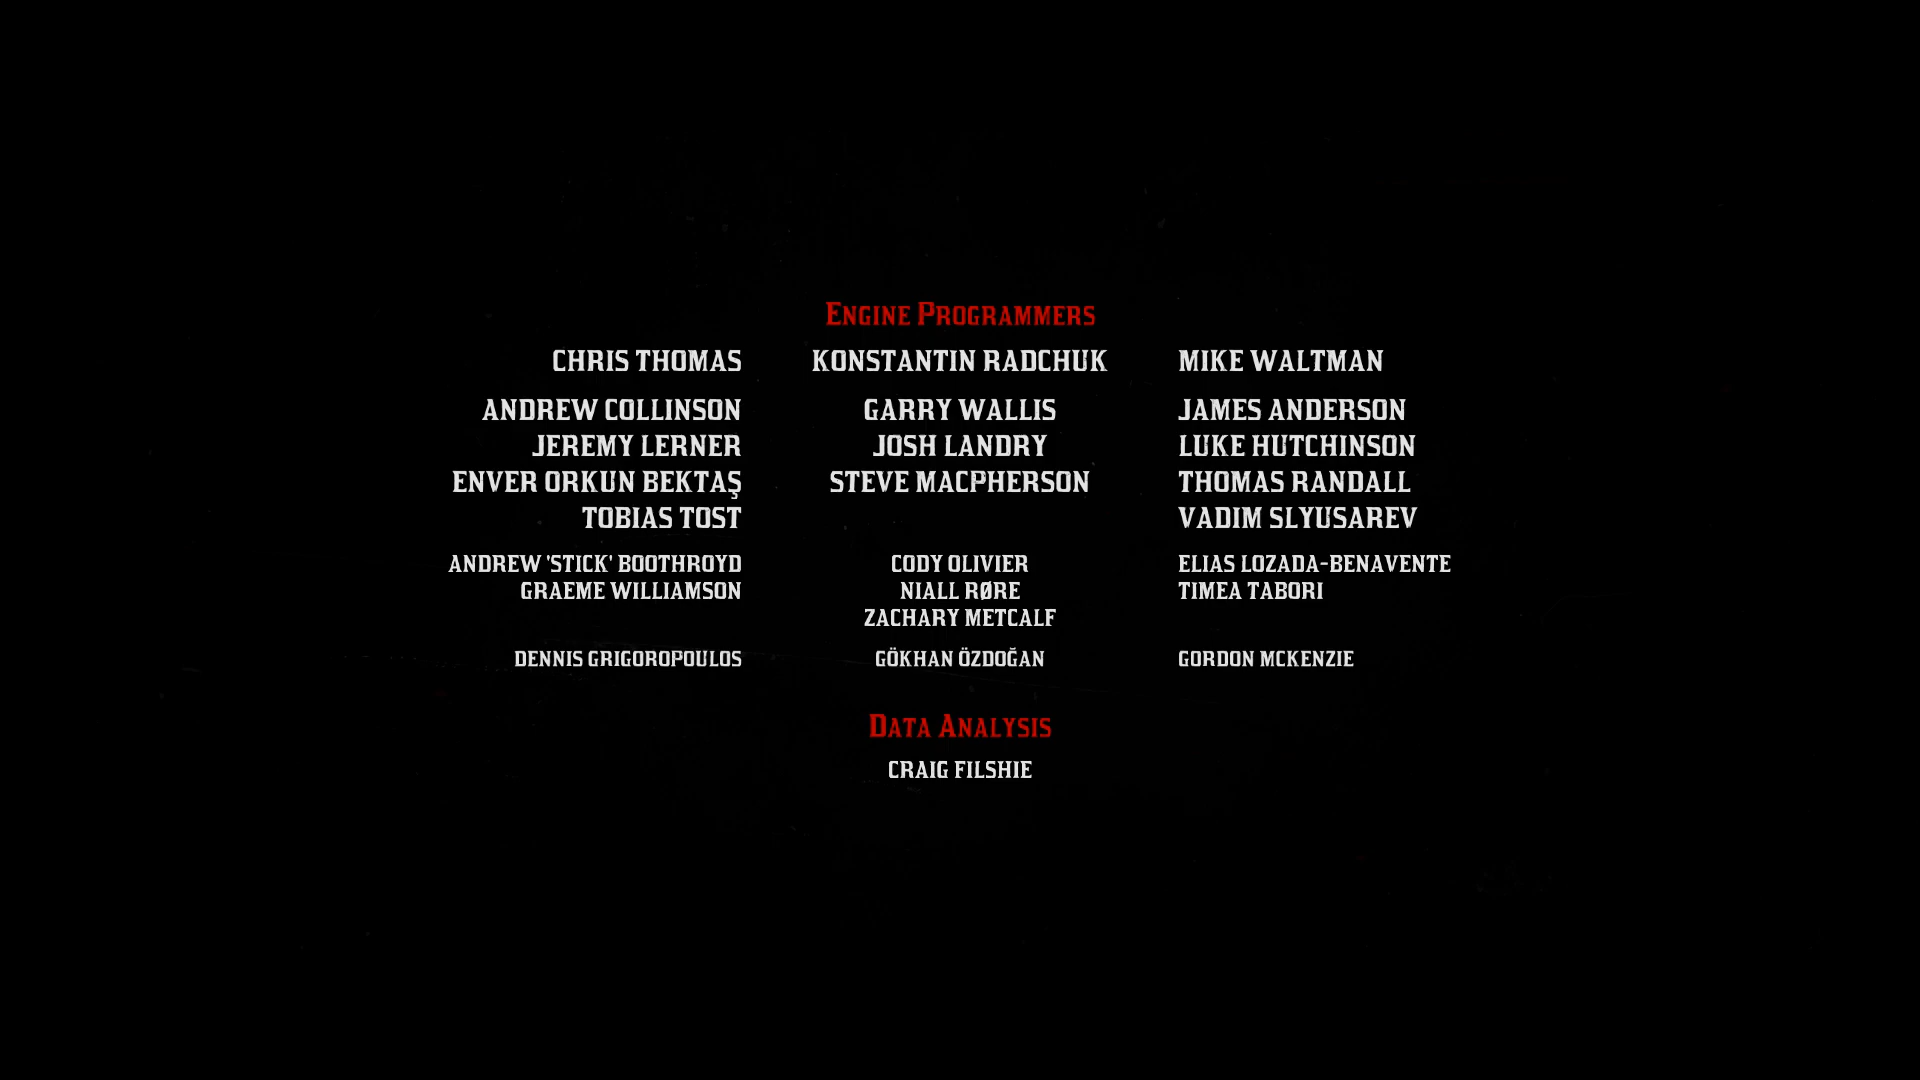 Engine Programmers
CHRIS THOMAS KONSTANTIN RADCHUK MIKE WALTMAN
ANDREW COLLINSON GARRY WALLIS JAMES ANDERSON
JEREMY LERNER JOSH LANDRY LUKE HUTCHINSON
ENVER ORKUN BEKTAŞ STEVE MACPHERSON THOMAS RANDALL
TOBIAS TOST VADIM SLYUSAREV
ANDREW 'STICK' BOOTHROYD CODY OLIVIER ELIAS LOZADA-BENAVENTE
GRAEME WILLIAMSON NIALL RØRE TIMEA TABORI
ZACHARY METCALF
DENNIS GRIGOROPOULOS GÖKHAN ÖZDOĞAN GORDON MCKENZIE
Data Analysis
CRAIG FILSHIE